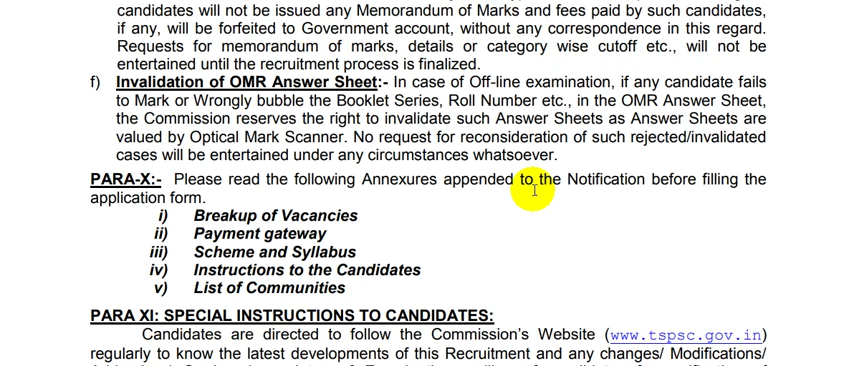 candidates will not be issued any Memorandum of Marks and fees paid by such candidates,
if any, will be forfeited to Government account, without any correspondence in this regard.
Requests for memorandum of marks, details or category wise cutoff etc., will not be
entertained until the recruitment process is finalized.
f) Invalidation of OMR Answer Sheet:- In case of Off-line examination, if any candidate fails
to Mark or Wrongly bubble the Booklet Series, Roll Number etc., in the OMR Answer Sheet,
the Commission reserves the right to invalidate such Answer Sheets as Answer Sheets are
valued by Optical Mark Scanner. No request for reconsideration of such rejected/invalidated
cases will be entertained under any circumstances whatsoever.
PARA-X:- Please read the following Annexures appended to the Notification before filling the
application form.
i) Breakup of Vacancies
ii) Payment gateway
iii) Scheme and Syllabus
iv) Instructions to the Candidates
v) List of Communities
PARA XI: SPECIAL INSTRUCTIONS TO CANDIDATES:
Candidates are directed to follow the Commission's Website (www.tspsc.gov.in)
regularly to know the latest developments of this Recruitment and any changes/ Modifications/